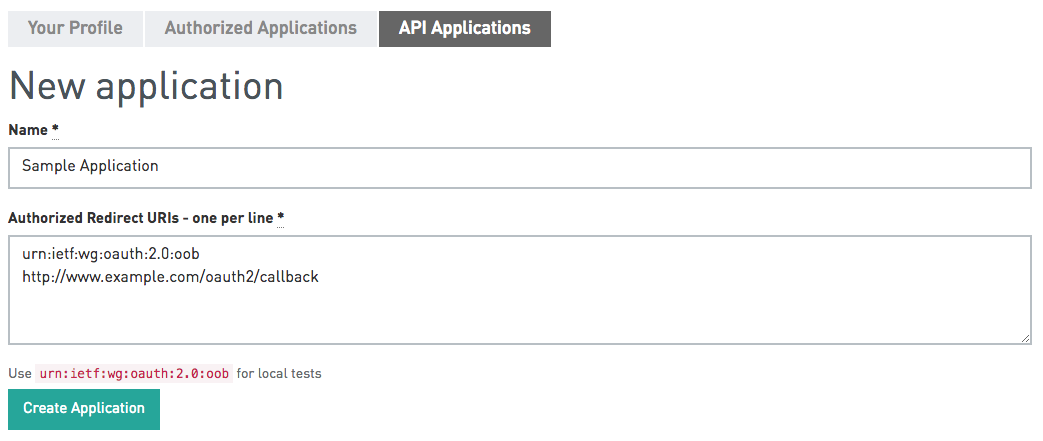 Your Profile Authorized Applications API Applications
New application
Name *
Sample Application
Authorized Redirect URIs - one per line *
urn:ietf:wg:oauth:2.0:oob
http://www.example.com/oauth2/callback
Use urn:ietf:wg:oauth:2.0:oob for local tests
Create Application